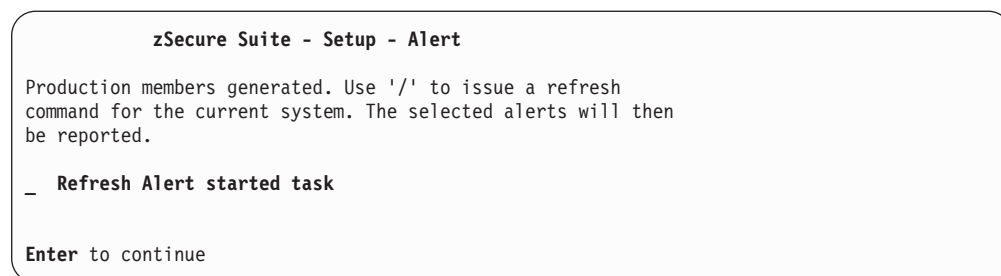 zSecure Suite - Setup - Alert
Production members generated. Use '/' to issue a refresh
command for the current system. The selected alerts will then
be reported.
_ Refresh Alert started task
Enter to continue